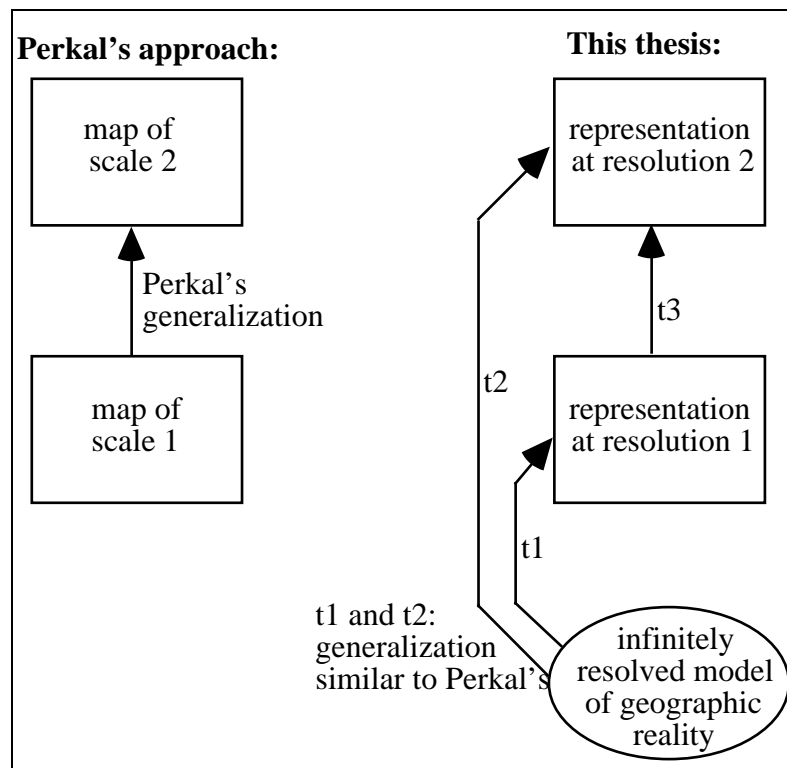 Perkal’s approach:
map of
scale 2
Perkal’s
generalization
map of
scale 1
This thesis:
representation
at resolution 2
t3
t2
representation
at resolution 1
t1
t1 and t2:
generalization
similar to Perkal’s
infinitely
resolved model
of geographic
reality